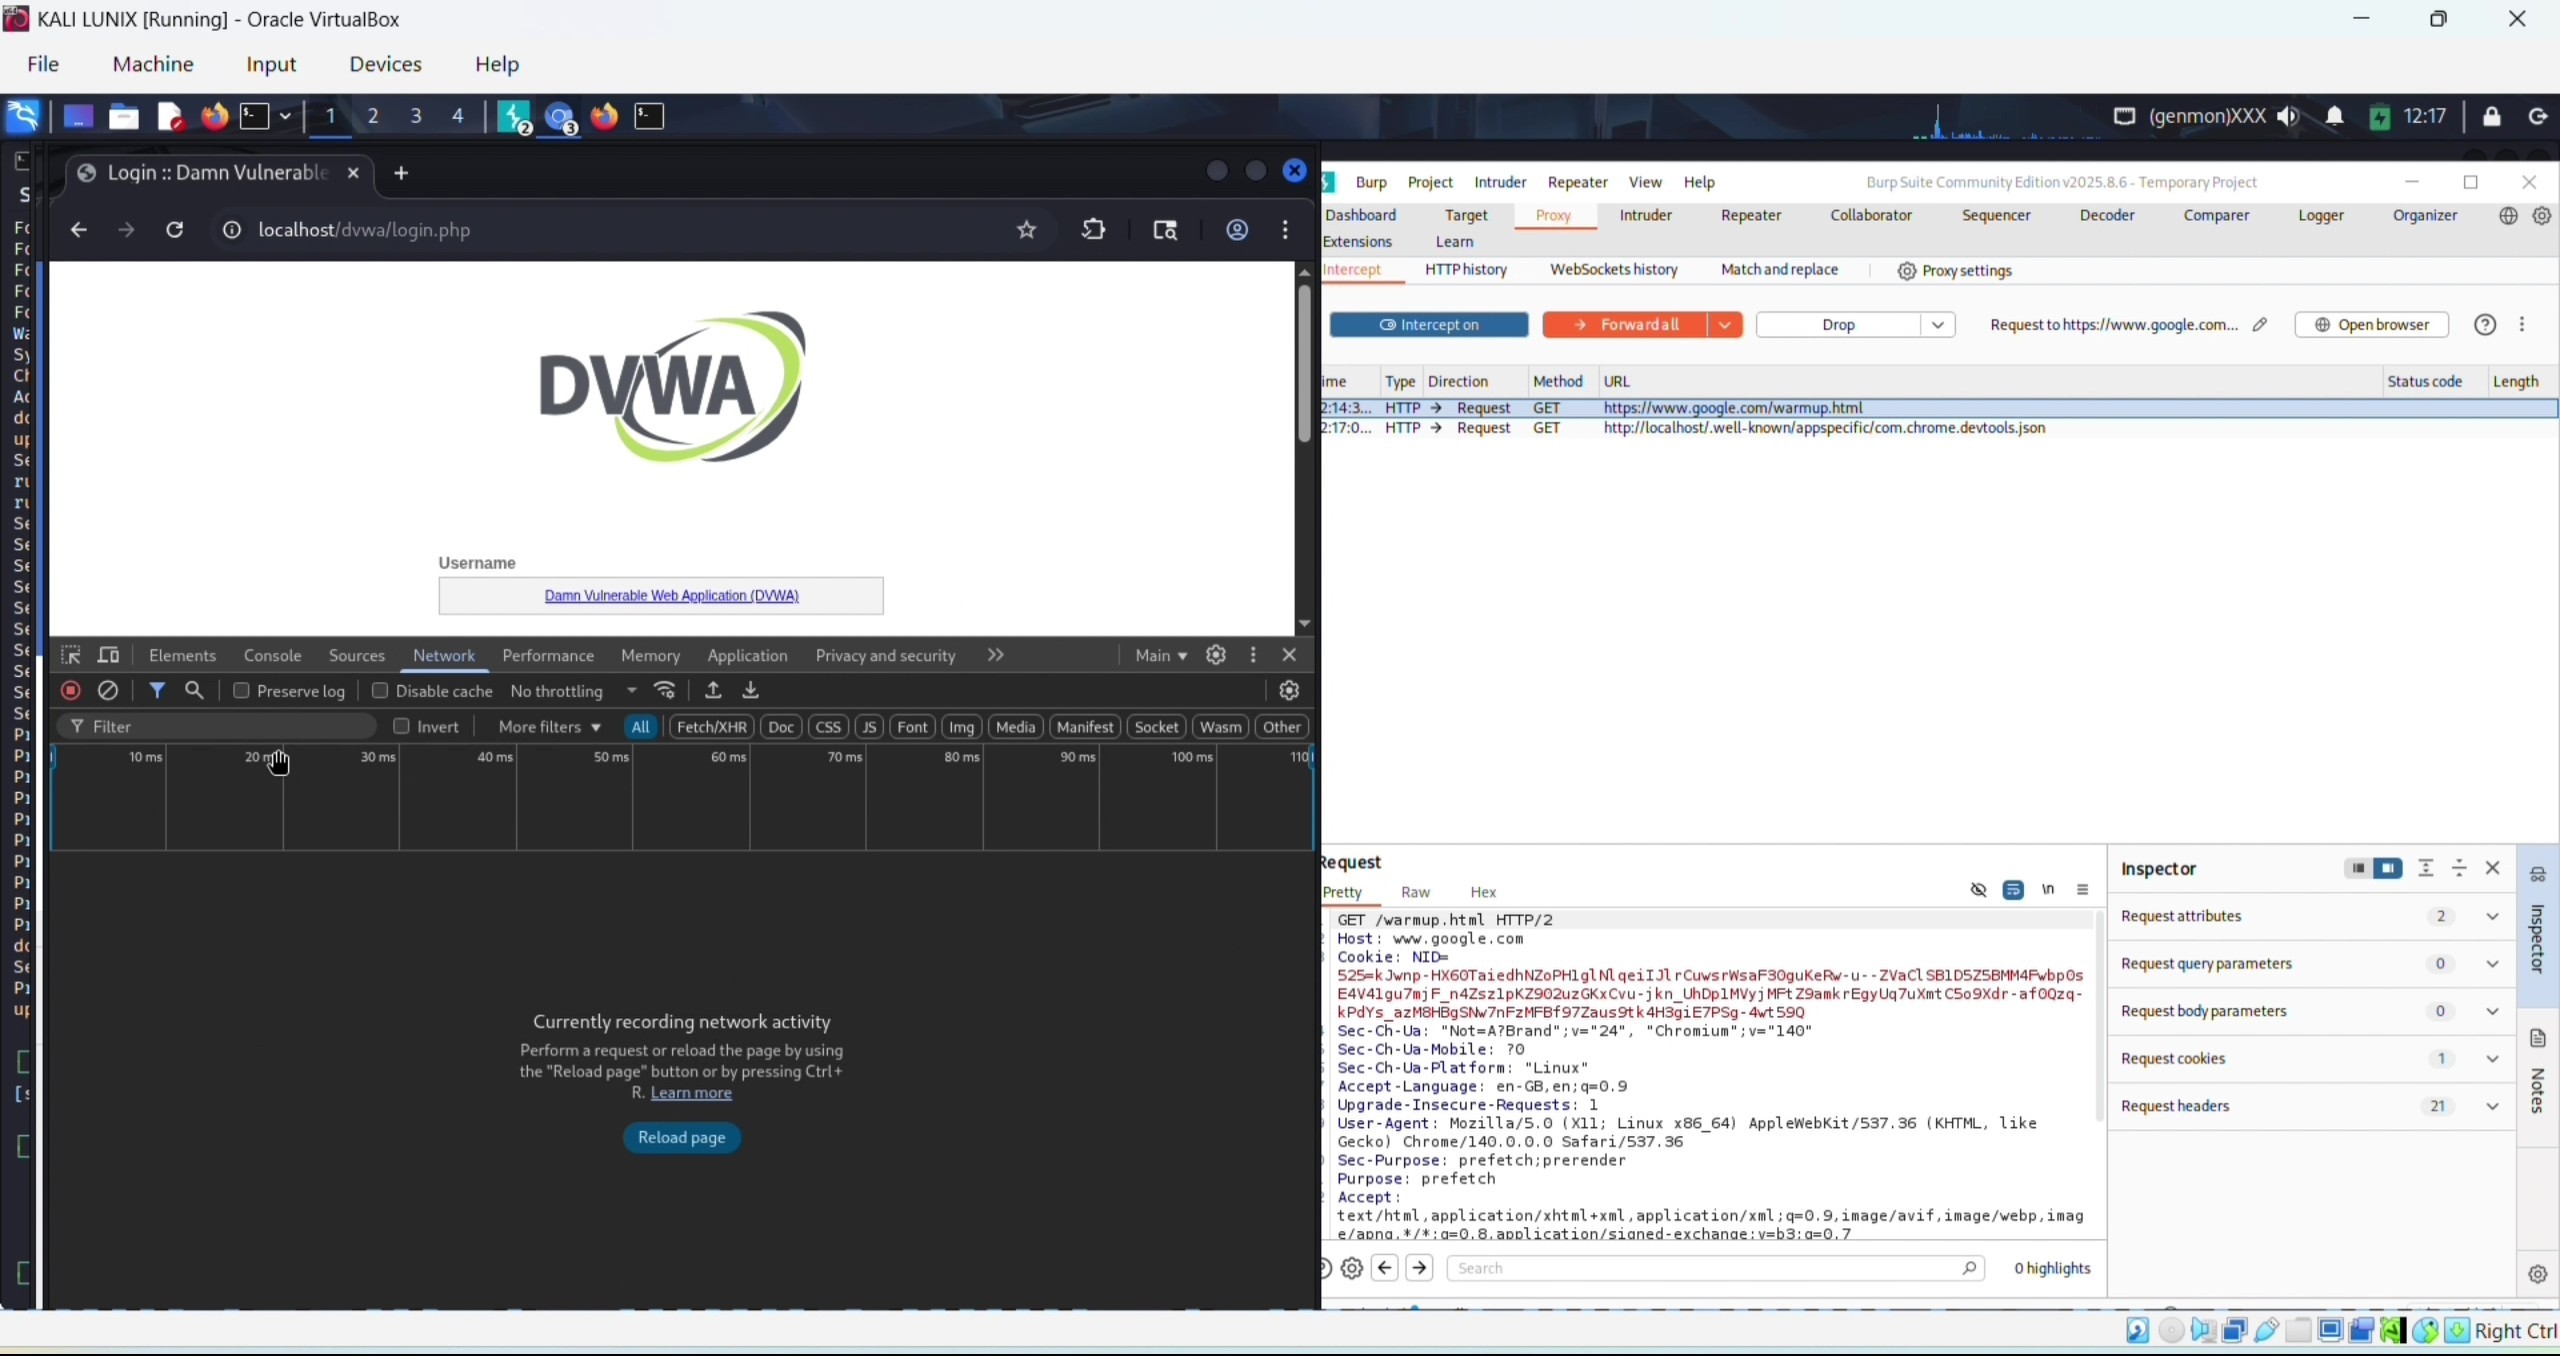 KALI LUNIX [Running] - Oracle VirtualBox
File Machine Input Devices Help
1 2 3 4 2 3 (genmon)XXX 12:17
Login :: Damn Vulnerable
localhost/dvwa/login.php
DVWA
Username
Damn Vulnerable Web Application (DVWA)
Elements Console Sources Network Performance Memory Application Privacy and security Main
Preserve log Disable cache No throttling
Filter Invert More filters All Fetch/XHR Doc CSS JS Font Img Media Manifest Socket Wasm Other
10 ms 20 30 ms 40 ms 50 ms 60 ms 70 ms 80 ms 90 ms 100 ms 110
Currently recording network activity
Perform a request or reload the page by using
the "Reload page" button or by pressing Ctrl+
R. Learn more
Reload page
Burp Project Intruder Repeater View Help Burp Suite Community Edition v2025.8.6 - Temporary Project
Dashboard Target Proxy Intruder Repeater Collaborator Sequencer Decoder Comparer Logger Organizer
Extensions Learn
Intercept HTTP history WebSockets history Match and replace Proxy settings
Intercept on Forward all Drop Request to https://www.google.com... Open browser
ime Type Direction Method URL Status code Length
2:14:3... HTTP → Request GET https://www.google.com/warmup.html
2:17:0... HTTP → Request GET http://localhost/.well-known/appspecific/com.chrome.devtools.json
Request
Pretty Raw Hex \n
GET /warmup.html HTTP/2
Host: www.google.com
Cookie: NID=
525=kJwnp-HX60TaiedhNZoPH1glNlqeiIJlrCuwsrWsaF3OguKeRw-u--ZVaClSB1D5Z5BMM4Fwbp0s
E4V41gu7mjF_n4Zsz1pKZ902uzGKxCvu-jkn_UhDp1MVyjMFtZ9amkrEgyUq7uXmtC5o9Xdr-af0Qzq-
kPdYs_azM8HBgSNw7nFzMFBf97Zaus9tk4H3giE7PSg-4wt59Q
Sec-Ch-Ua: "Not=A?Brand";v="24", "Chromium";v="140"
Sec-Ch-Ua-Mobile: ?0
Sec-Ch-Ua-Platform: "Linux"
Accept-Language: en-GB,en;q=0.9
Upgrade-Insecure-Requests: 1
User-Agent: Mozilla/5.0 (X11; Linux x86_64) AppleWebKit/537.36 (KHTML, like
Gecko) Chrome/140.0.0.0 Safari/537.36
Sec-Purpose: prefetch;prerender
Purpose: prefetch
Accept:
text/html,application/xhtml+xml,application/xml;q=0.9,image/avif,image/webp,imag
e/apng,*/*;q=0.8,application/signed-exchange;v=b3;q=0.7
Search 0 highlights
Inspector
Request attributes 2
Request query parameters 0
Request body parameters 0
Request cookies 1
Request headers 21
Inspector
Notes
Right Ctrl